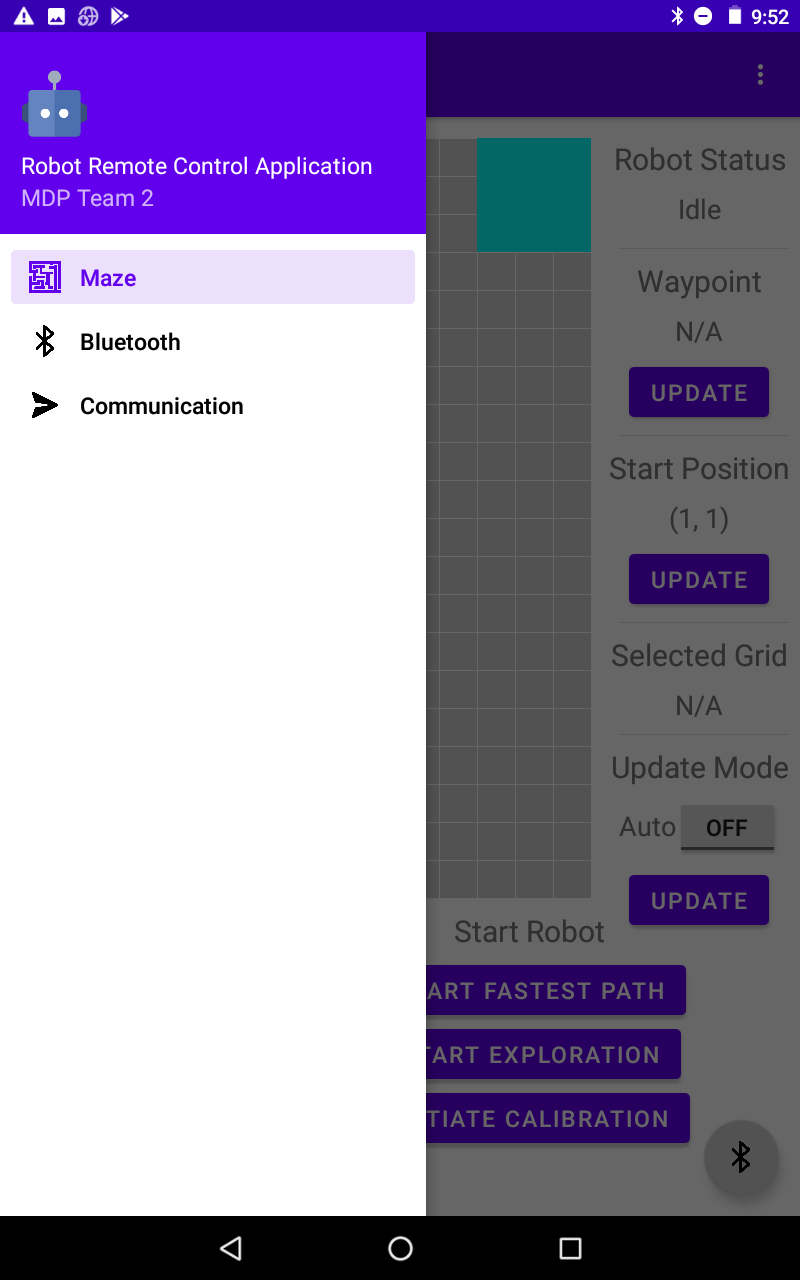 9:52
Robot Remote Control Application
MDP Team 2
Maze
Bluetooth
Communication
Robot Status
Idle
Waypoint
N/A
UPDATE
Start Position
(1, 1)
UPDATE
Selected Grid
N/A
Update Mode
Auto OFF
UPDATE
Start Robot
ART FASTEST PATH
TART EXPLORATION
TIATE CALIBRATION